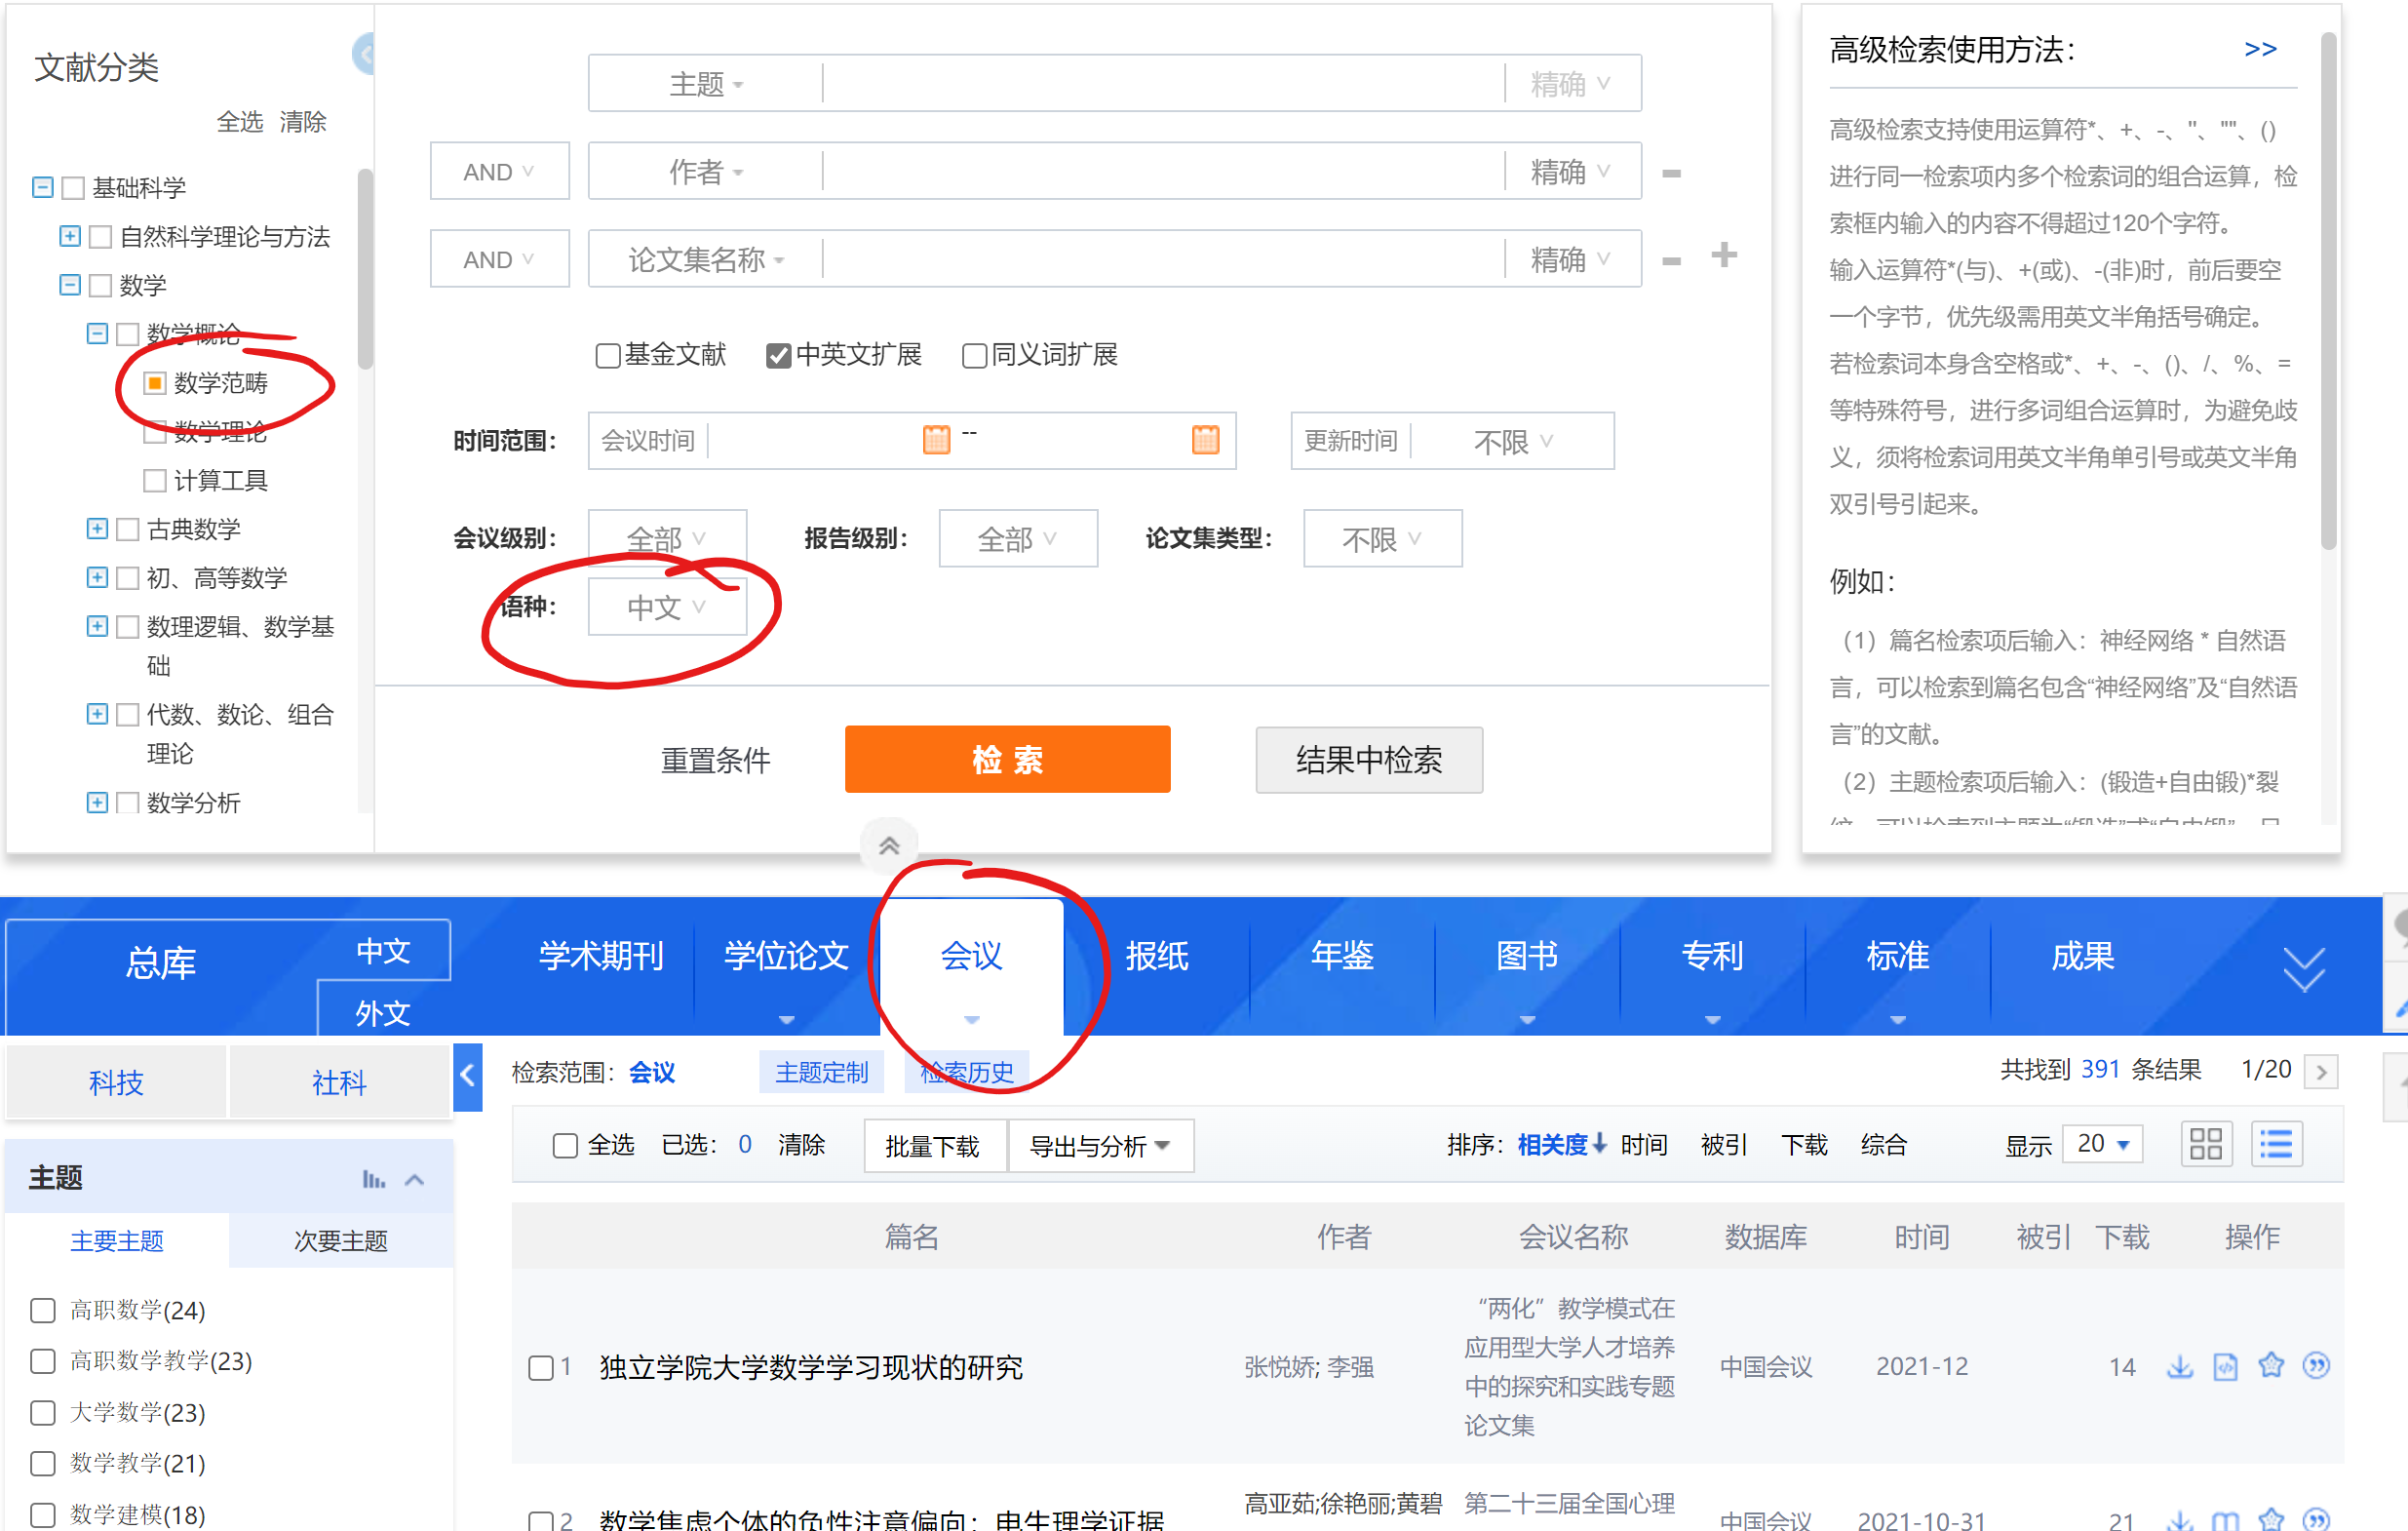 文献分类
全选 清除
基础科学
自然科学理论与方法
数学
数学概论
数学范畴
数学理论
计算工具
古典数学
初、高等数学
数理逻辑、数学基
础
代数、数论、组合
理论
数学分析
主题 精确
AND 作者 精确 -
AND 论文集名称 精确 - +
基金文献 中英文扩展 同义词扩展
时间范围： 会议时间 -- 更新时间 不限
会议级别： 全部 报告级别： 全部 论文集类型： 不限
语种： 中文
重置条件 检 索 结果中检索
高级检索使用方法： >>
高级检索支持使用运算符*、+、-、''、""、()
进行同一检索项内多个检索词的组合运算，检
索框内输入的内容不得超过120个字符。
输入运算符*(与)、+(或)、-(非)时，前后要空
一个字节，优先级需用英文半角括号确定。
若检索词本身含空格或*、+、-、()、/、%、=
等特殊符号，进行多词组合运算时，为避免歧
义，须将检索词用英文半角单引号或英文半角
双引号引起来。
例如：
（1）篇名检索项后输入：神经网络 * 自然语
言，可以检索到篇名包含“神经网络”及“自然语
言”的文献。
（2）主题检索项后输入：(锻造+自由锻)*裂
总库 中文 学术期刊 学位论文 会议 报纸 年鉴 图书 专利 标准 成果
外文
科技 社科 检索范围：会议 主题定制 检索历史 共找到 391 条结果 1/20 >
全选 已选：0 清除 批量下载 导出与分析 排序：相关度 时间 被引 下载 综合 显示 20
主题
主要主题 次要主题
高职数学(24)
高职数学教学(23)
大学数学(23)
数学教学(21)
数学建模(18)
篇名 作者 会议名称 数据库 时间 被引 下载 操作
1 独立学院大学数学学习现状的研究 张悦娇; 李强 “两化”教学模式在
应用型大学人才培养
中的探究和实践专题
论文集 中国会议 2021-12 14
2 数学焦虑个体的负性注意偏向：电生理学证据 高亚茹;徐艳丽;黄碧 第二十三届全国心理 中国会议 2021-10-31 21